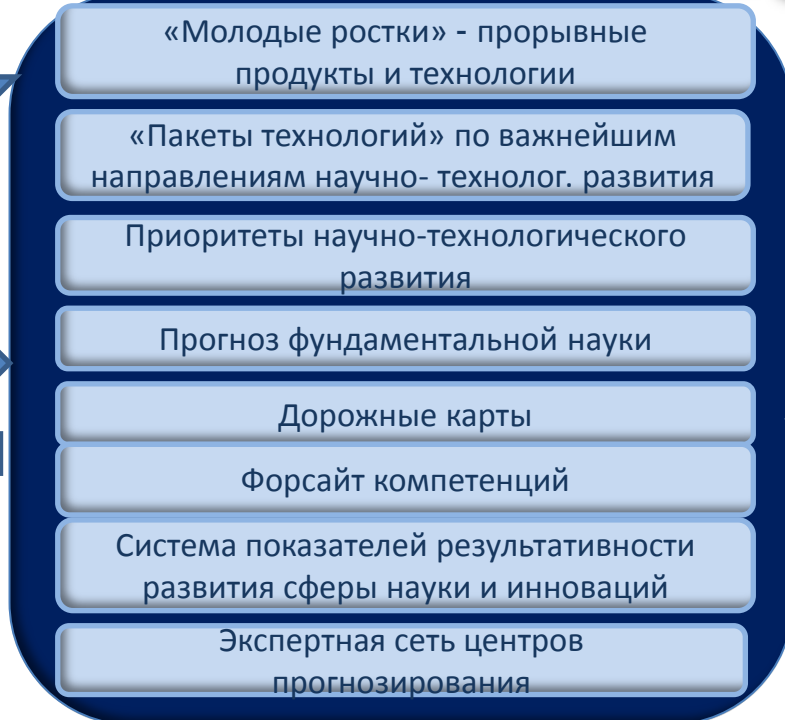 «Молодые ростки» - прорывные
продукты и технологии
«Пакеты технологий» по важнейшим
направлениям научно- технолог. развития
Приоритеты научно-технологического
развития
Прогноз фундаментальной науки
Дорожные карты
Форсайт компетенций
Система показателей результативности
развития сферы науки и инноваций
Экспертная сеть центров
прогнозирования